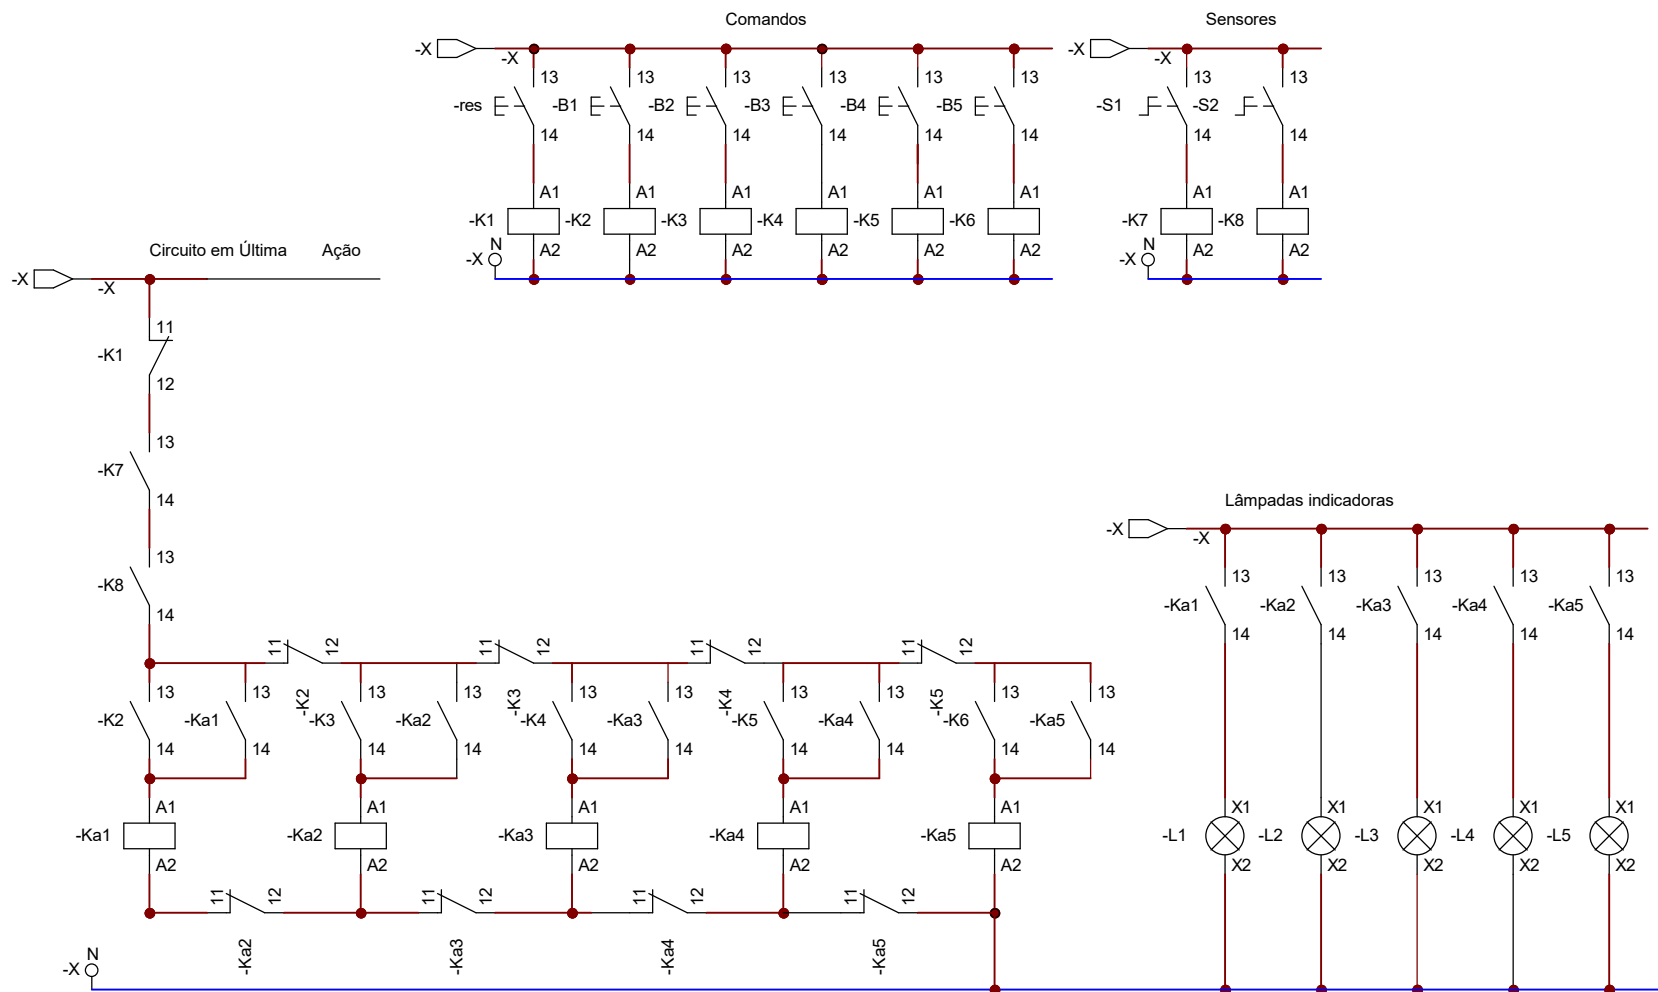 Comandos Sensores
-X -X -X -X
13 13 13 13 13 13 13 13
-res -B1 -B2 -B3 -B4 -B5 -S1 -S2
14 14 14 14 14 14 14 14
A1 A1 A1 A1 A1 A1 A1 A1
-K1 -K2 -K3 -K4 -K5 -K6 -K7 -K8
A2 A2 A2 A2 A2 A2 A2 A2
N N
-X -X
Circuito em Última Ação
-X -X
11
-K1
12
13
-K7
14
13
-K8
14
11 12 11 12 11 12 11 12
-K2 -K3 -K4 -K5
13 13 13 13 13 13 13 13 13 13
-K2 -Ka1 -K3 -Ka2 -K4 -Ka3 -K5 -Ka4 -K6 -Ka5
14 14 14 14 14 14 14 14 14 14
A1 A1 A1 A1 A1
-Ka1 -Ka2 -Ka3 -Ka4 -Ka5
A2 A2 A2 A2 A2
11 12 11 12 11 12 11 12
-Ka2 -Ka3 -Ka4 -Ka5
N
-X
Lâmpadas indicadoras
-X -X
13 13 13 13 13
-Ka1 -Ka2 -Ka3 -Ka4 -Ka5
14 14 14 14 14
X1 X1 X1 X1 X1
-L1 -L2 -L3 -L4 -L5
X2 X2 X2 X2 X2